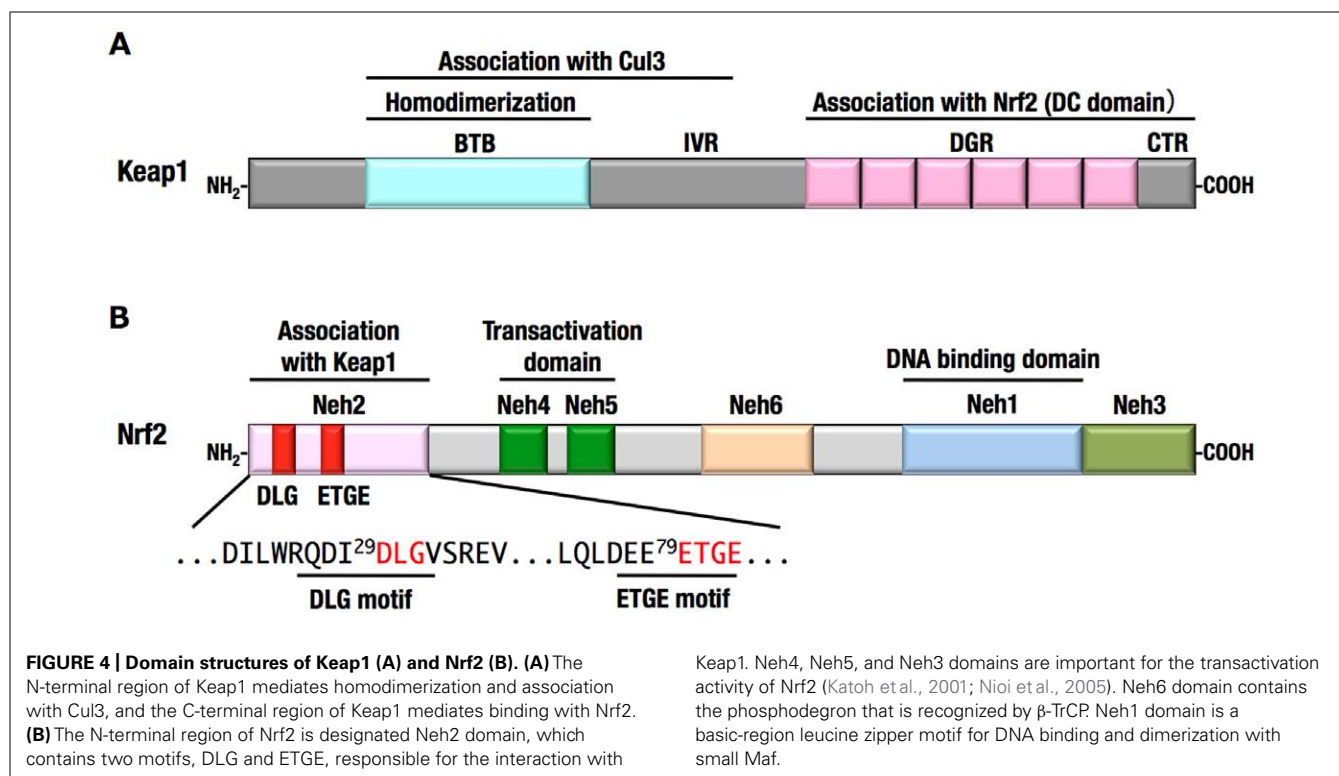 A
Association with Cul3
Homodimerization
Association with Nrf2 (DC domain）
BTB
IVR
DGR
CTR
Keap1
NH₂-
-COOH
B
Association
with Keap1
Transactivation
domain
DNA binding domain
Neh2
Neh4
Neh5
Neh6
Neh1
Neh3
Nrf2
NH₂-
-COOH
DLG
ETGE
...DILWRQDI²⁹DLGVSREV...LQLDEE⁷⁹ETGE...
DLG motif
ETGE motif
FIGURE 4 | Domain structures of Keap1 (A) and Nrf2 (B). (A) The
N-terminal region of Keap1 mediates homodimerization and association
with Cul3, and the C-terminal region of Keap1 mediates binding with Nrf2.
(B) The N-terminal region of Nrf2 is designated Neh2 domain, which
contains two motifs, DLG and ETGE, responsible for the interaction with
Keap1. Neh4, Neh5, and Neh3 domains are important for the transactivation
activity of Nrf2 (Katoh et al., 2001; Nioi et al., 2005). Neh6 domain contains
the phosphodegron that is recognized by β-TrCP. Neh1 domain is a
basic-region leucine zipper motif for DNA binding and dimerization with
small Maf.